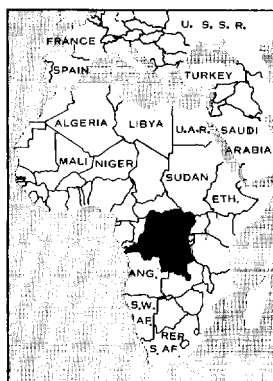 U. S. S. R.
FRANCE
SPAIN
TURKEY
ALGERIA
LIBYA
U.A.R.
SAUDI
ARABIA
MALI
NIGER
SUDAN
ETH.
ANG.
S.W.
AF.
REP.
S. AF.